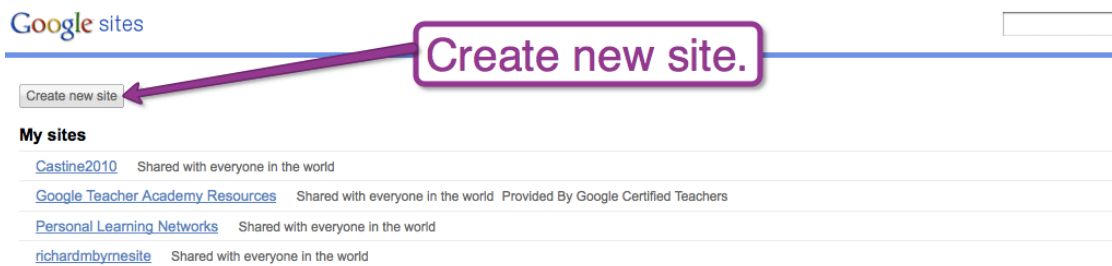 Google sites
Create new site.
Create new site
My sites
Castine2010 Shared with everyone in the world
Google Teacher Academy Resources Shared with everyone in the world Provided By Google Certified Teachers
Personal Learning Networks Shared with everyone in the world
richardmbyrnesite Shared with everyone in the world